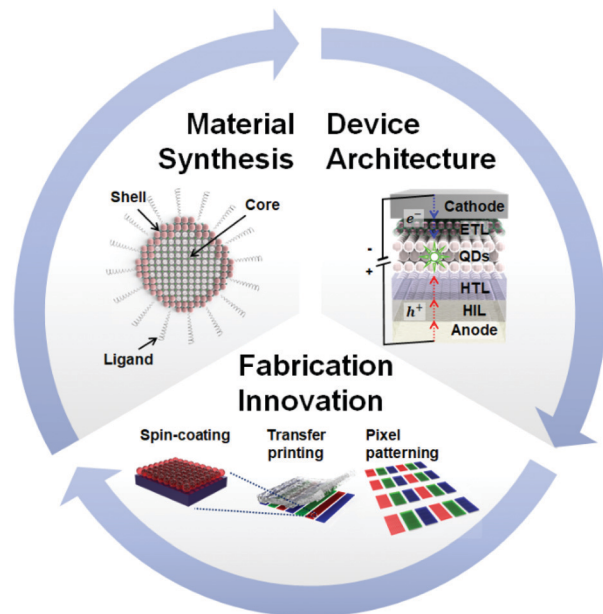 Material
Synthesis
Shell
Core
Ligand
Device
Architecture
Cathode
e⁻
ETL
-
QDs
+
HTL
h⁺
HIL
Anode
Fabrication
Innovation
Spin-coating
Transfer
printing
Pixel
patterning